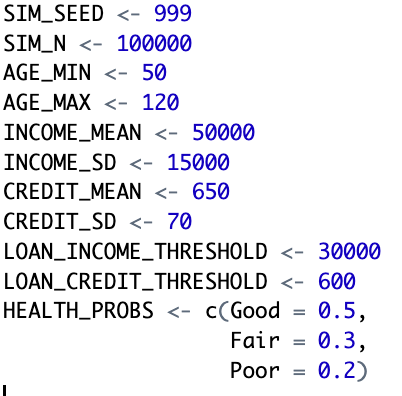 SIM_SEED <- 999
SIM_N <- 100000
AGE_MIN <- 50
AGE_MAX <- 120
INCOME_MEAN <- 50000
INCOME_SD <- 15000
CREDIT_MEAN <- 650
CREDIT_SD <- 70
LOAN_INCOME_THRESHOLD <- 30000
LOAN_CREDIT_THRESHOLD <- 600
HEALTH_PROBS <- c(Good = 0.5,
                  Fair = 0.3,
                  Poor = 0.2)